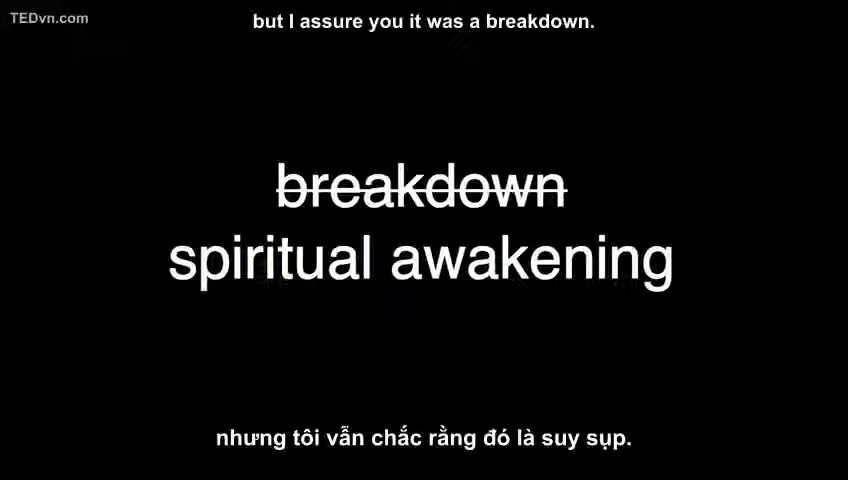 TEDvn.com
but I assure you it was a breakdown.
breakdown
spiritual awakening
nhưng tôi vẫn chắc rằng đó là suy sụp.